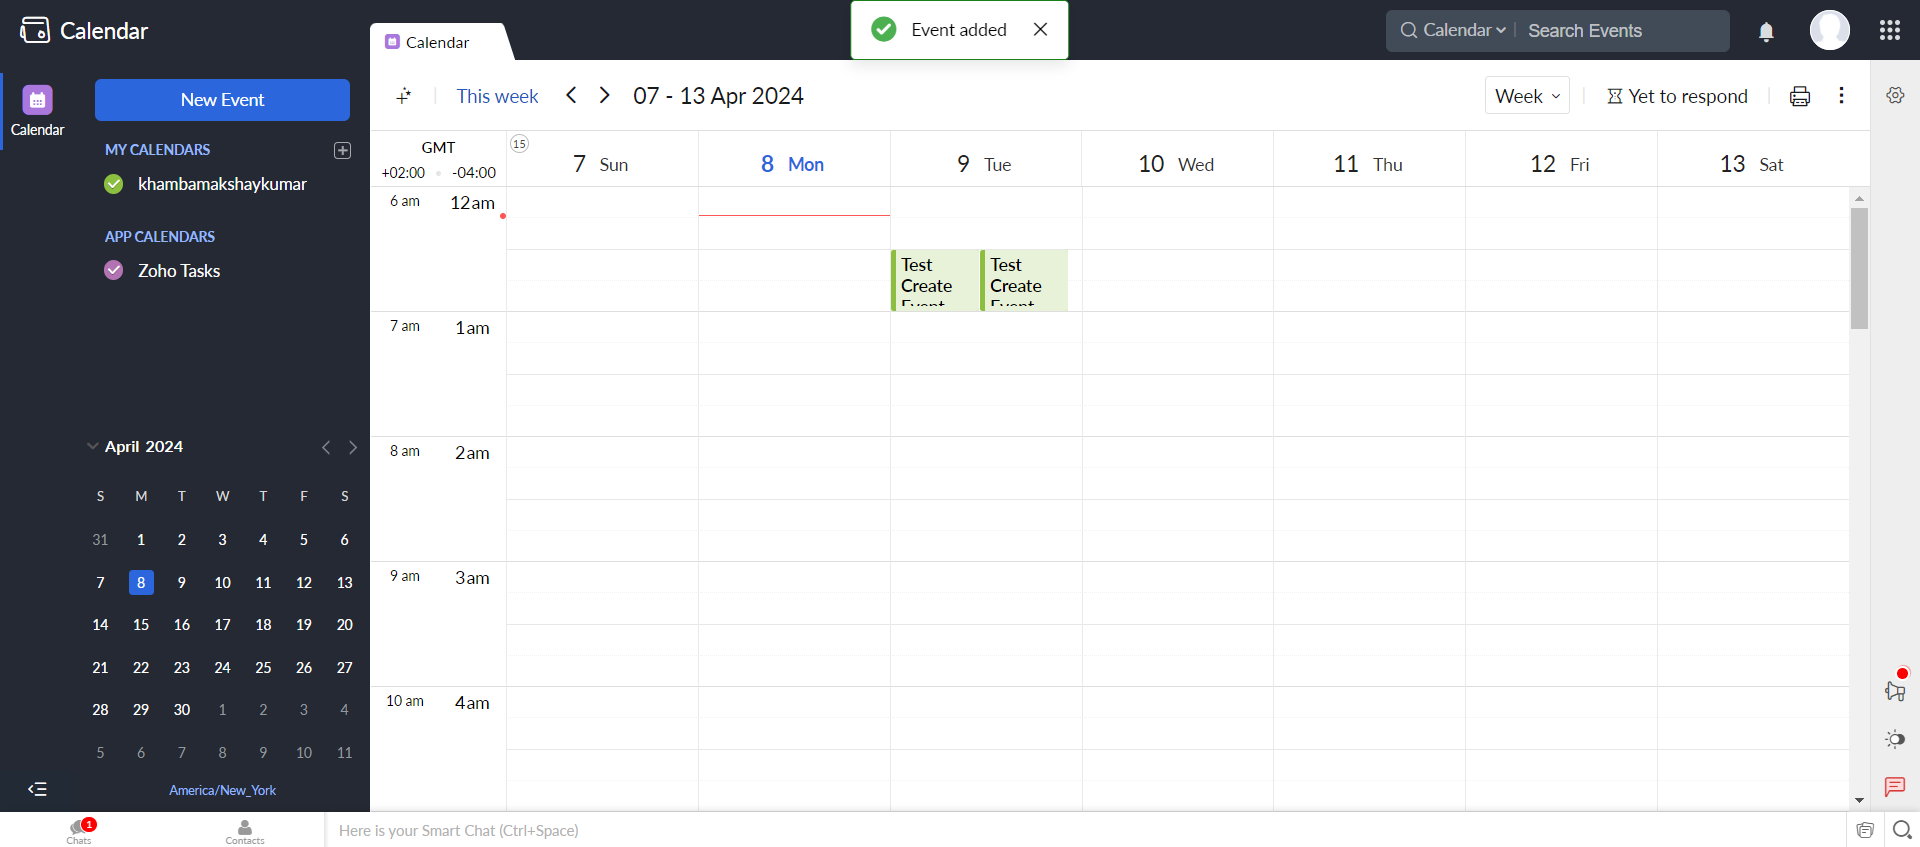 Calendar
Calendar
Event added
Calendar
Search Events
Calendar
New Event
MY CALENDARS
khambamakshaykumar
APP CALENDARS
Zoho Tasks
This week
07 - 13 Apr 2024
Week
Yet to respond
GMT
+02:00 -04:00
15
7 Sun
8 Mon
9 Tue
10 Wed
11 Thu
12 Fri
13 Sat
6 am 12am
Test Create Event
Test Create Event
7 am 1am
8 am 2am
9 am 3am
10 am 4am
April 2024
S M T W T F S
31 1 2 3 4 5 6
7 8 9 10 11 12 13
14 15 16 17 18 19 20
21 22 23 24 25 26 27
28 29 30 1 2 3 4
5 6 7 8 9 10 11
America/New_York
1
Chats
Contacts
Here is your Smart Chat (Ctrl+Space)